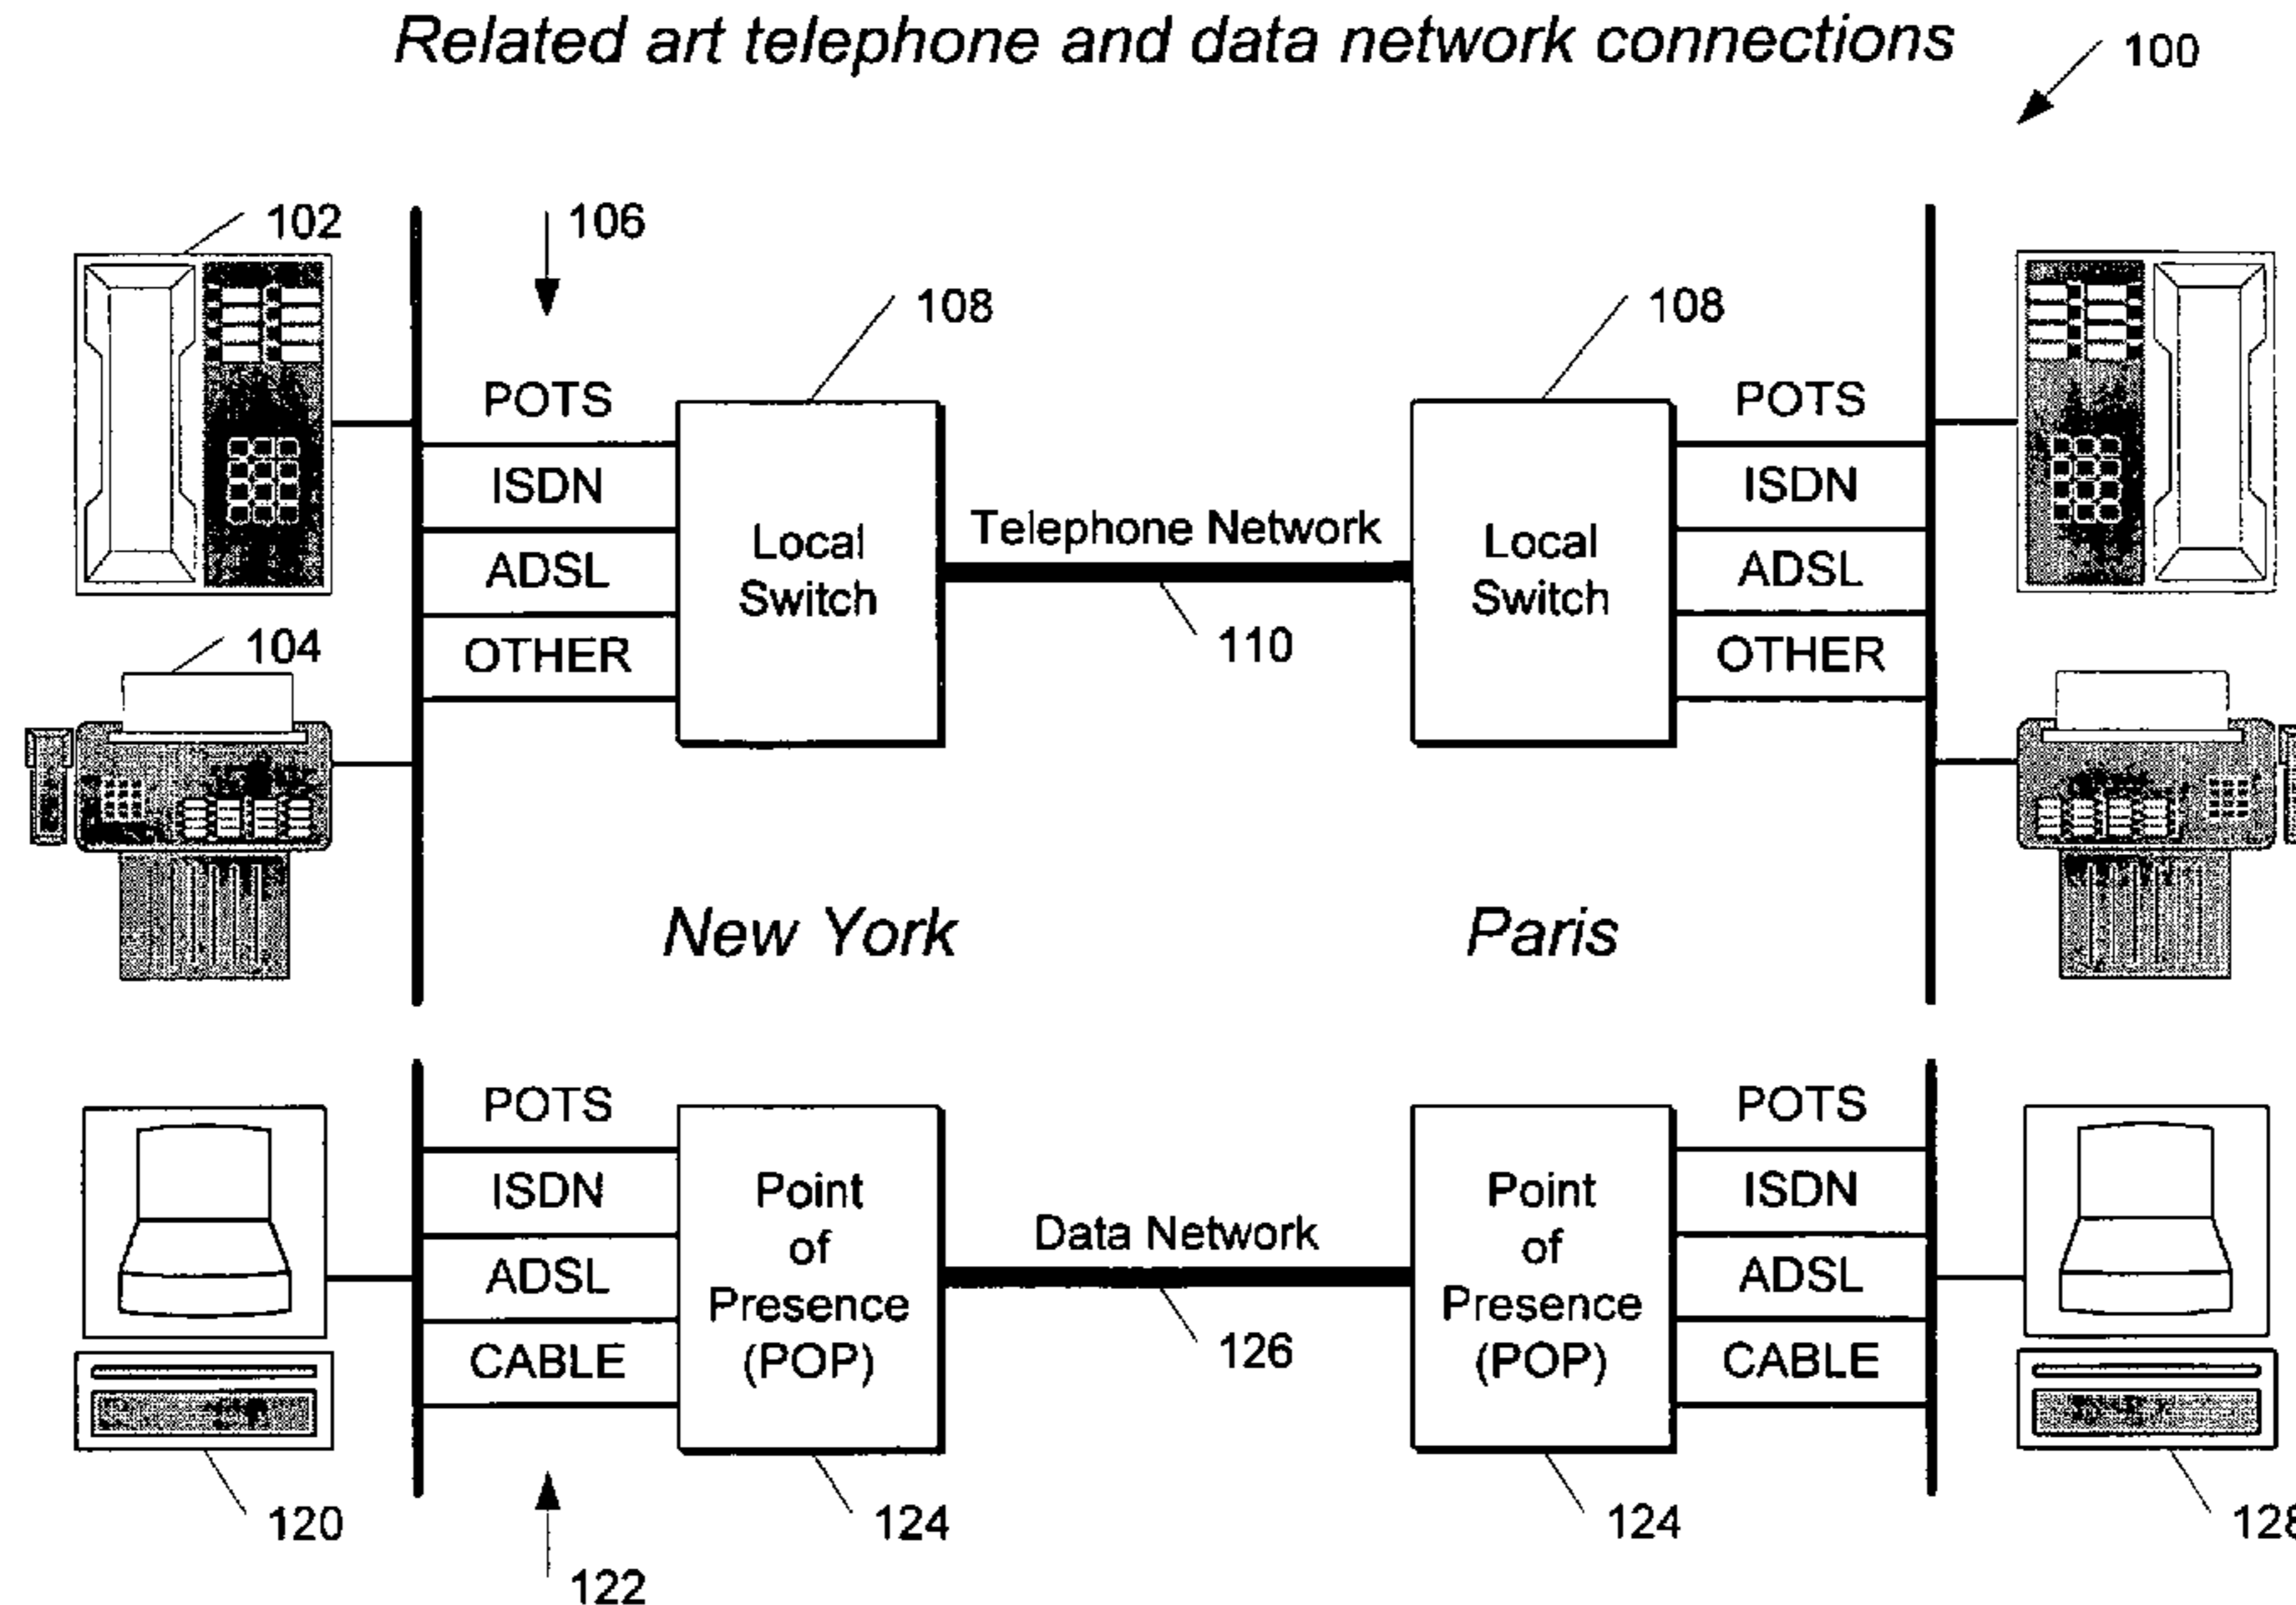 Related art telephone and data network connections
100
102
106
108
108
POTS
ISDN
ADSL
OTHER
Local
Switch
Telephone Network
110
Local
Switch
POTS
ISDN
ADSL
OTHER
104
New York
Paris
POTS
ISDN
ADSL
CABLE
Point
of
Presence
(POP)
Data Network
126
Point
of
Presence
(POP)
POTS
ISDN
ADSL
CABLE
120
122
124
124
128